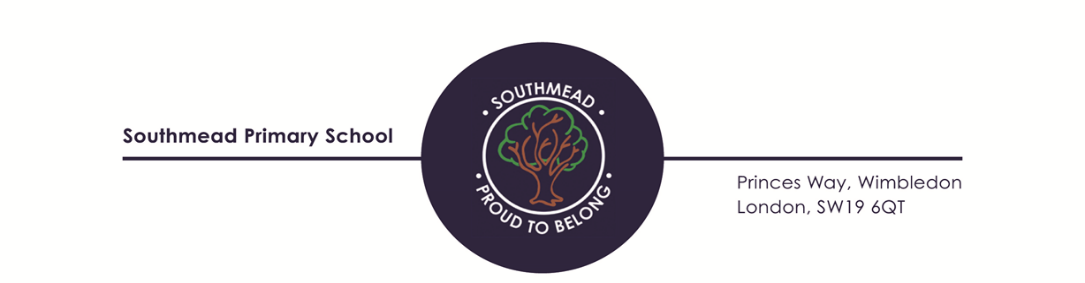 Southmead Primary School
SOUTHMEAD
PROUD TO BELONG
Princes Way, Wimbledon
London, SW19 6QT